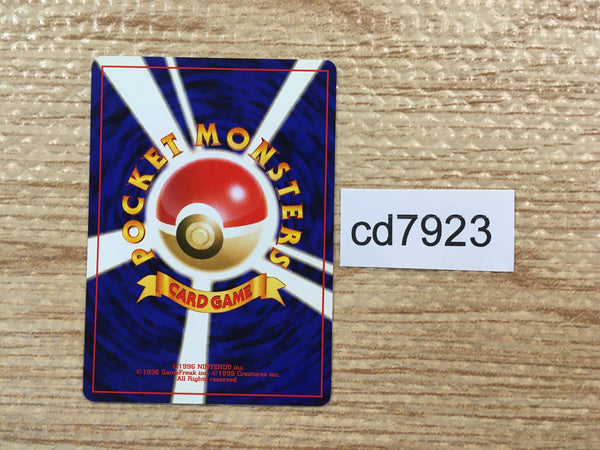 POCKET MONSTERS
CARD GAME
©1996 NINTENDO inc
©1996 GameFreak inc. ©1996 Creatures inc.
All Rights reserved.
cd7923